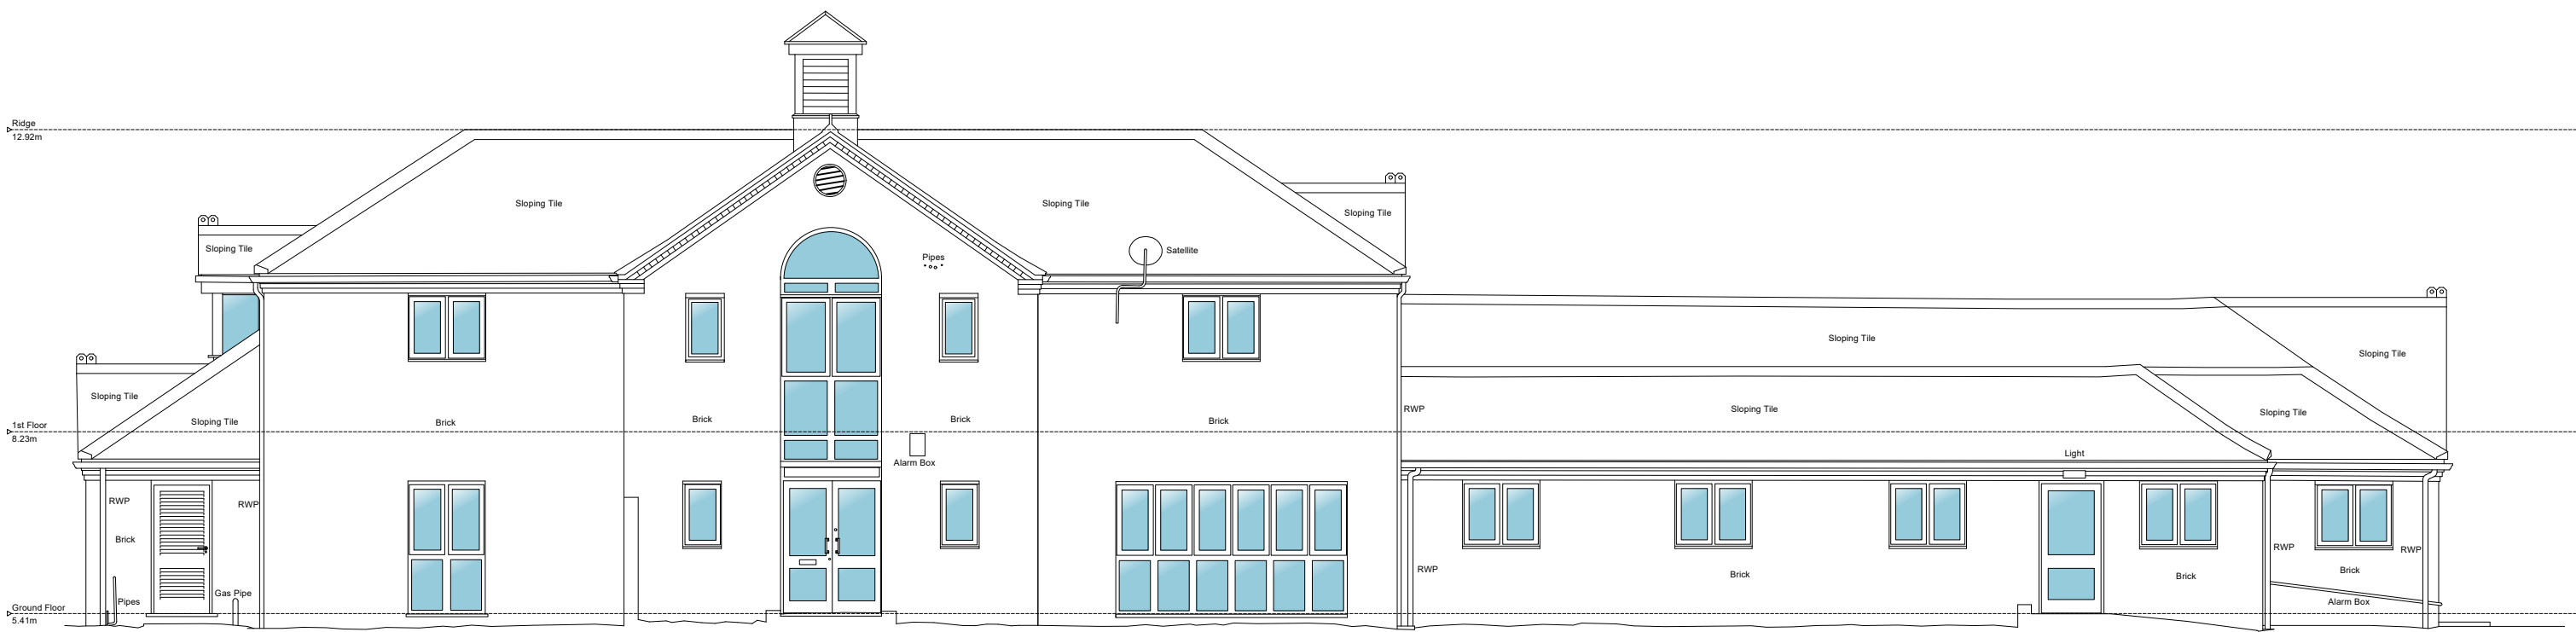 Ridge
12.92m
Sloping Tile
Sloping Tile
Sloping Tile
Sloping Tile
Satellite
Pipes
Sloping Tile
Sloping Tile
Sloping Tile
Sloping Tile
Sloping Tile
Sloping Tile
RWP
Brick
Brick
Brick
Brick
1st Floor
8.23m
Alarm Box
Light
RWP
RWP
Brick
RWP
RWP
RWP
Brick
Brick
Brick
Gas Pipe
Pipes
Alarm Box
Ground Floor
5.41m